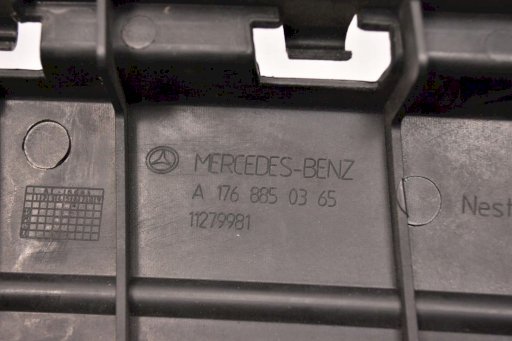 MERCEDES-BENZ
A 176 885 03 65
11279981
Nest